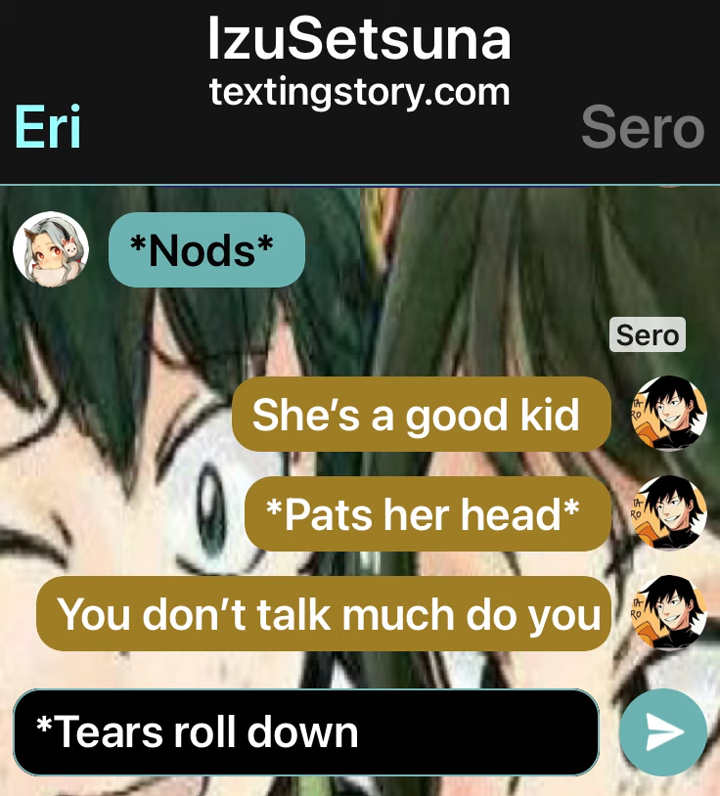 IzuSetsuna
textingstory.com
Eri
Sero
*Nods*
Sero
She's a good kid
*Pats her head*
You don't talk much do you
*Tears roll down